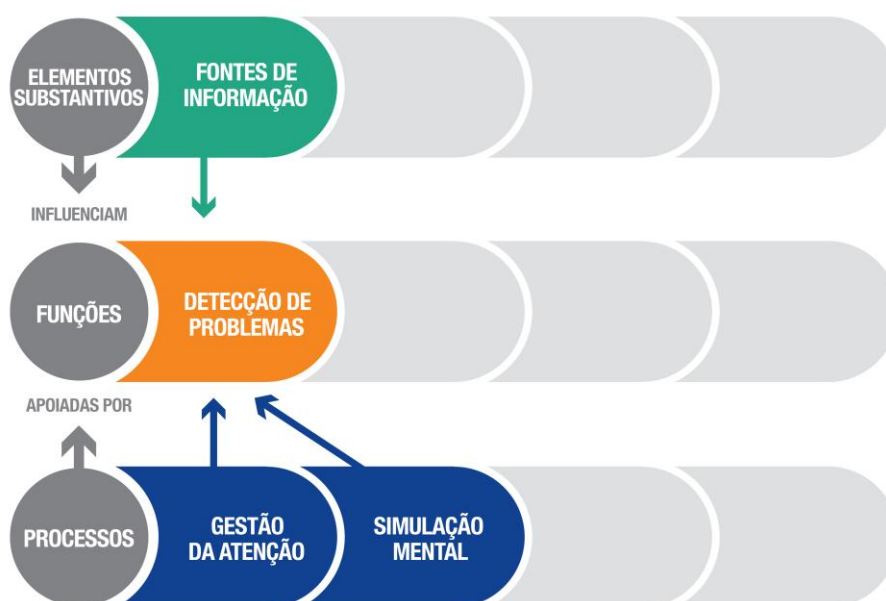 ELEMENTOS
SUBSTANTIVOS
FONTES DE
INFORMAÇÃO
INFLUENCIAM
FUNÇÕES
DETECÇÃO DE
PROBLEMAS
APOIADAS POR
PROCESSOS
GESTÃO
DA ATENÇÃO
SIMULAÇÃO
MENTAL